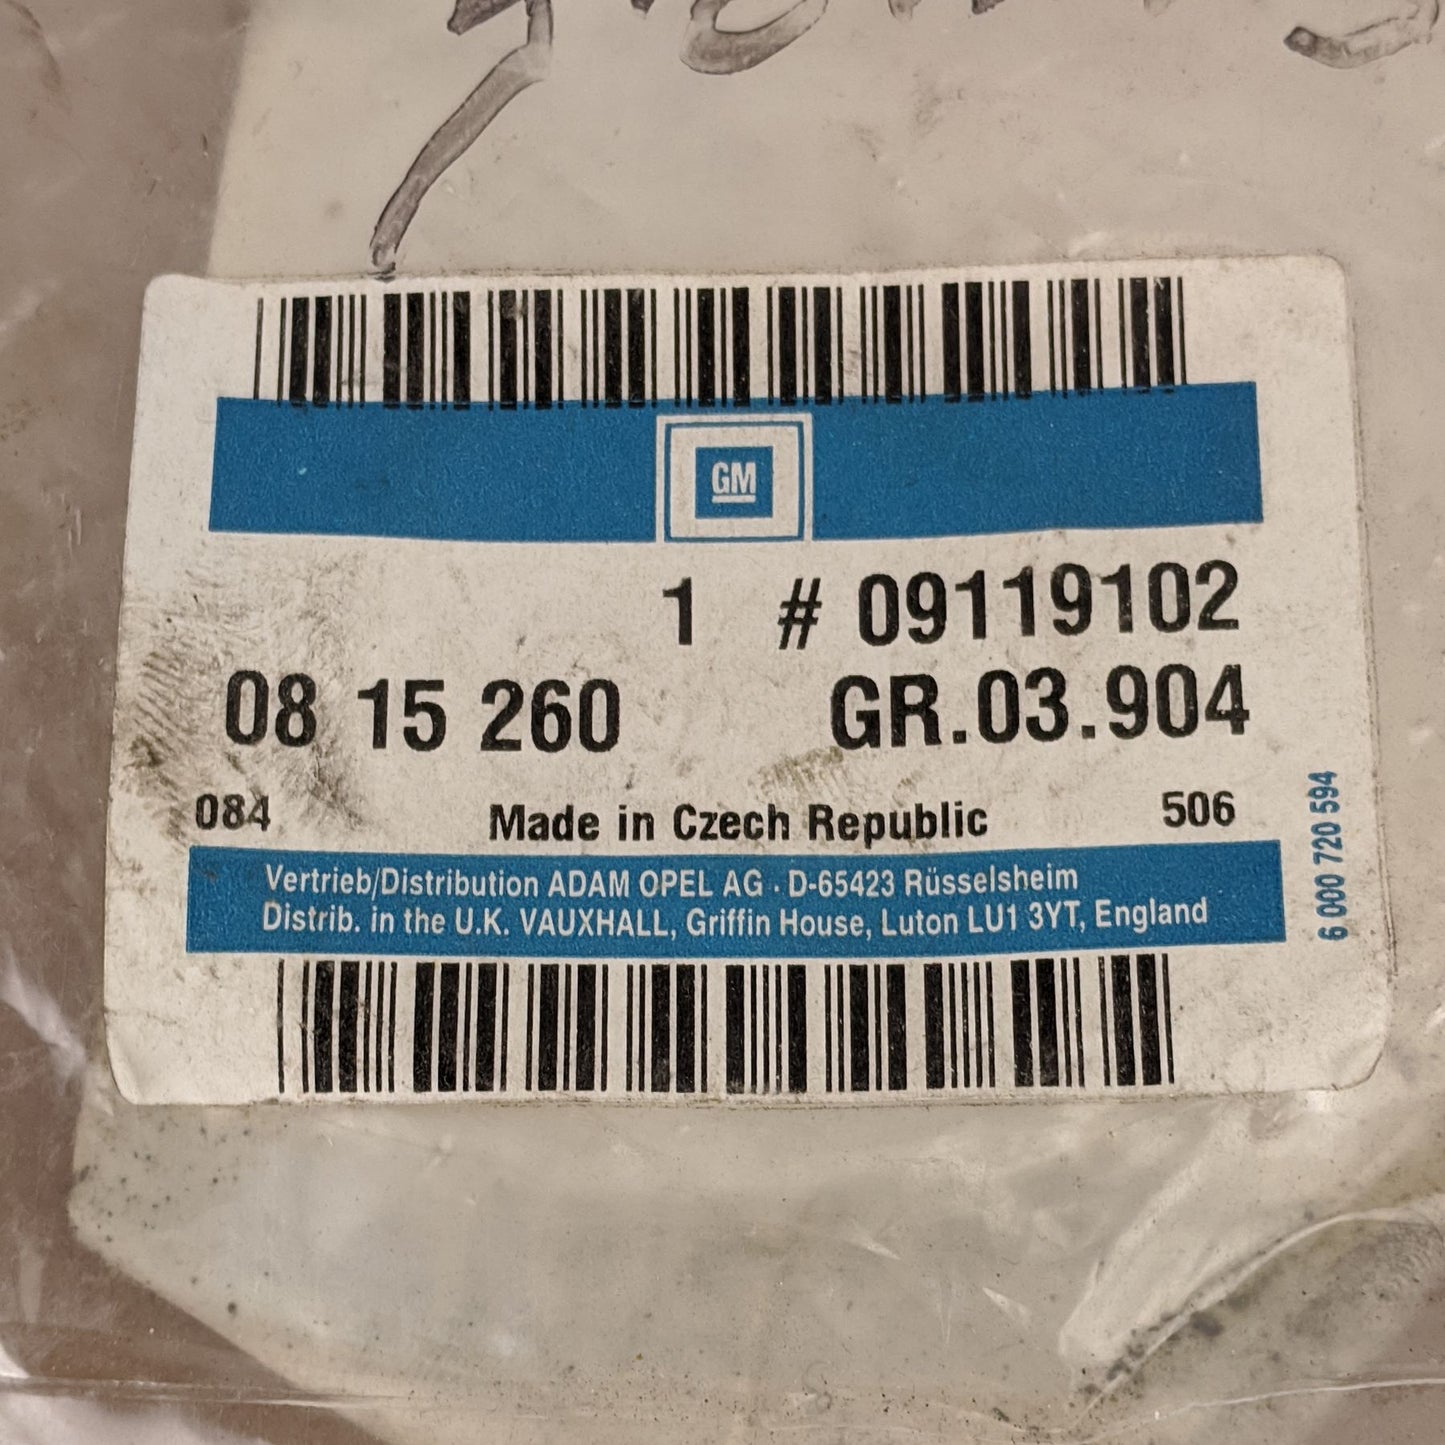 GM
1 # 09119102
08 15 260 GR.03.904
084 Made in Czech Republic 506
Vertrieb/Distribution ADAM OPEL AG · D-65423 Rüsselsheim
Distrib. in the U.K. VAUXHALL, Griffin House, Luton LU1 3YT, England
6 000 720 594